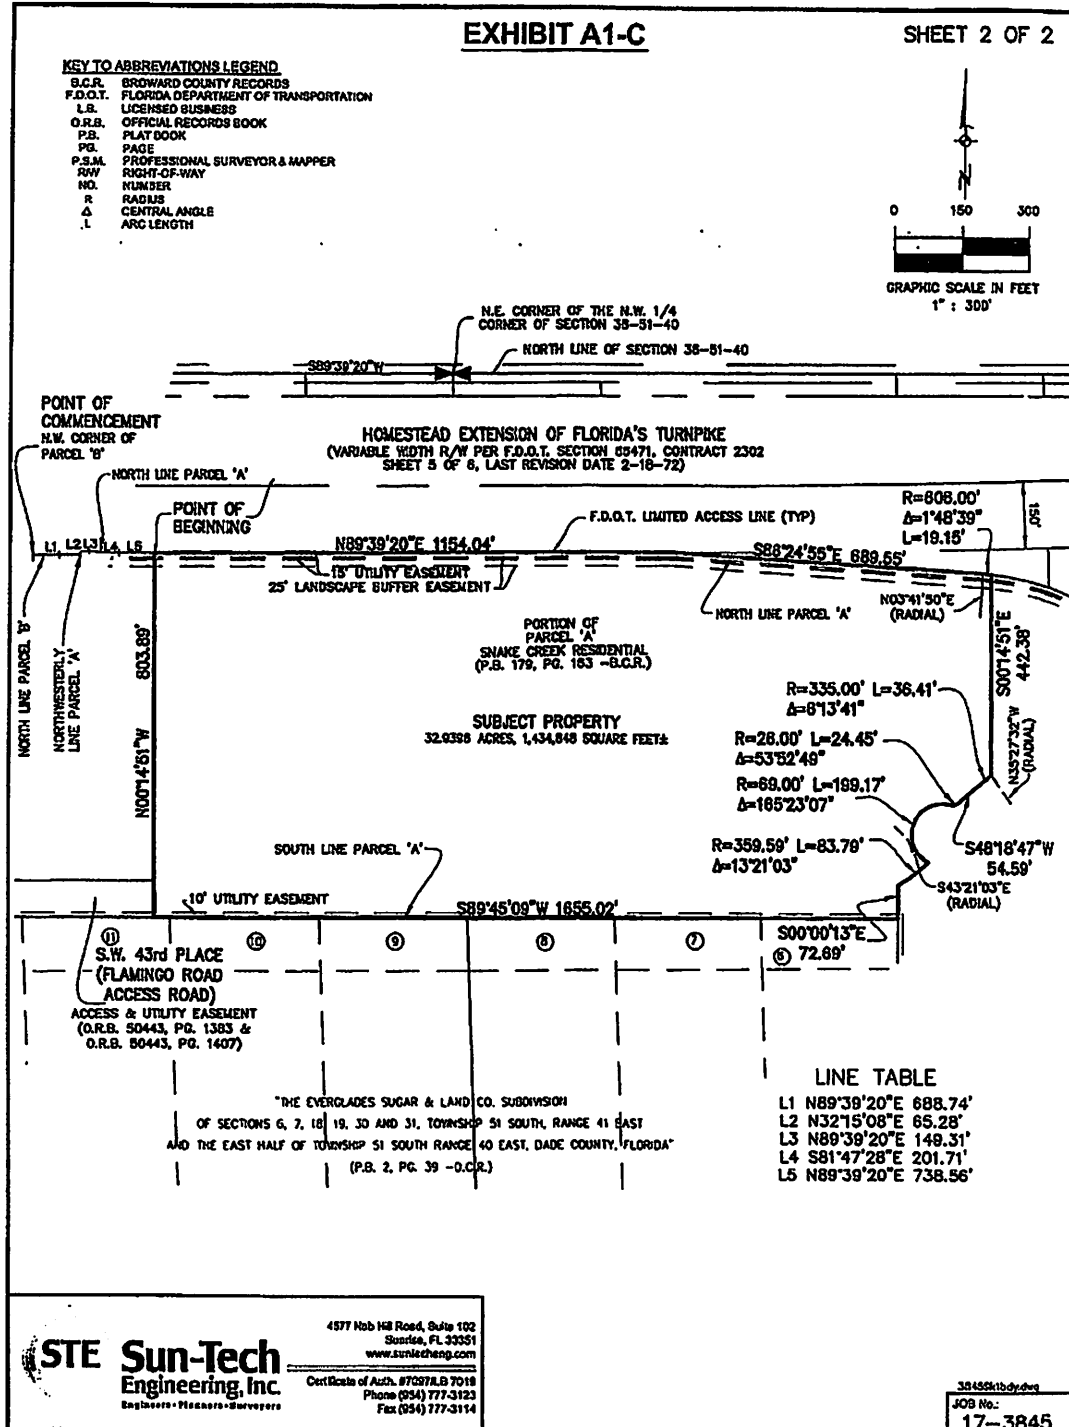 EXHIBIT A1-C
SHEET 2 OF 2
KEY TO ABBREVIATIONS LEGEND
B.C.R. BROWARD COUNTY RECORDS
F.D.O.T. FLORIDA DEPARTMENT OF TRANSPORTATION
L.B. LICENSED BUSINESS
O.R.B. OFFICIAL RECORDS BOOK
P.B. PLAT BOOK
PG. PAGE
P.S.M. PROFESSIONAL SURVEYOR & MAPPER
R/W RIGHT-OF-WAY
NO. NUMBER
R RADIUS
Δ CENTRAL ANGLE
L ARC LENGTH
N
0 150 300
GRAPHIC SCALE IN FEET
1" : 300'
N.E. CORNER OF THE N.W. 1/4
CORNER OF SECTION 36-51-40
NORTH LINE OF SECTION 36-51-40
S89°39'20"W
POINT OF
COMMENCEMENT
N.W. CORNER OF
PARCEL 'B'
HOMESTEAD EXTENSION OF FLORIDA'S TURNPIKE
(VARIABLE WIDTH R/W PER F.D.O.T. SECTION CONTRACT 2302
SHEET 5 OF 6, LAST REVISION DATE 2-18-72)
NORTH LINE PARCEL 'A'
POINT OF
BEGINNING
R=606.00'
Δ=1°48'39"
L=19.15'
150'
F.D.O.T. LIMITED ACCESS LINE (TYP)
L1 L2 L3 L4 L5
N89°39'20"E 1154.04'
S86°24'55"E 689.55'
15' UTILITY EASEMENT
25' LANDSCAPE BUFFER EASEMENT
N03°41'50"E
(RADIAL)
NORTH LINE PARCEL 'A'
NORTH LINE PARCEL 'B'
NORTHWESTERLY
LINE PARCEL 'A'
N00°14'51"W 803.89'
PORTION OF
PARCEL 'A'
SNAKE CREEK RESIDENTIAL
(P.B. 179, PG. 163 -B.C.R.)
S00°14'51"E
442.38'
SUBJECT PROPERTY
32.9396 ACRES, 1,434,848 SQUARE FEET±
R=335.00' L=36.41'
Δ=6°13'41"
N35°27'32"W
(RADIAL)
R=26.00' L=24.45'
Δ=53°52'49"
R=69.00' L=199.17'
Δ=165°23'07"
SOUTH LINE PARCEL 'A'
R=359.59' L=83.79'
Δ=13°21'03"
S48°18'47"W
54.59'
S43°21'03"E
(RADIAL)
10' UTILITY EASEMENT
S89°45'09"W 1655.02'
S00°00'13"E
72.69'
11 10 9 8 7 6
S.W. 43rd PLACE
(FLAMINGO ROAD
ACCESS ROAD)
ACCESS & UTILITY EASEMENT
(O.R.B. 50443, PG. 1383 &
O.R.B. 50443, PG. 1407)
"THE EVERGLADES SUGAR & LAND CO. SUBDIVISION
OF SECTIONS 6, 7, 18, 19, 30 AND 31, TOWNSHIP 51 SOUTH, RANGE 41 EAST
AND THE EAST HALF OF TOWNSHIP 51 SOUTH RANGE 40 EAST, DADE COUNTY, FLORIDA"
(P.B. 2, PG. 39 -D.C.R.)
LINE TABLE
L1 N89°39'20"E 688.74'
L2 N32°15'08"E 65.28'
L3 N89°39'20"E 149.31'
L4 S81°47'28"E 201.71'
L5 N89°39'20"E 738.56'
STE Sun-Tech
Engineering, Inc.
Engineers • Planners • Surveyors
4577 Nob Hill Road, Suite 102
Sunrise, FL 33351
www.suntecheng.com
Certificate of Auth. #7097/LB 7019
Phone (954) 777-3123
Fax (954) 777-3114
JOB No.:
17-3845